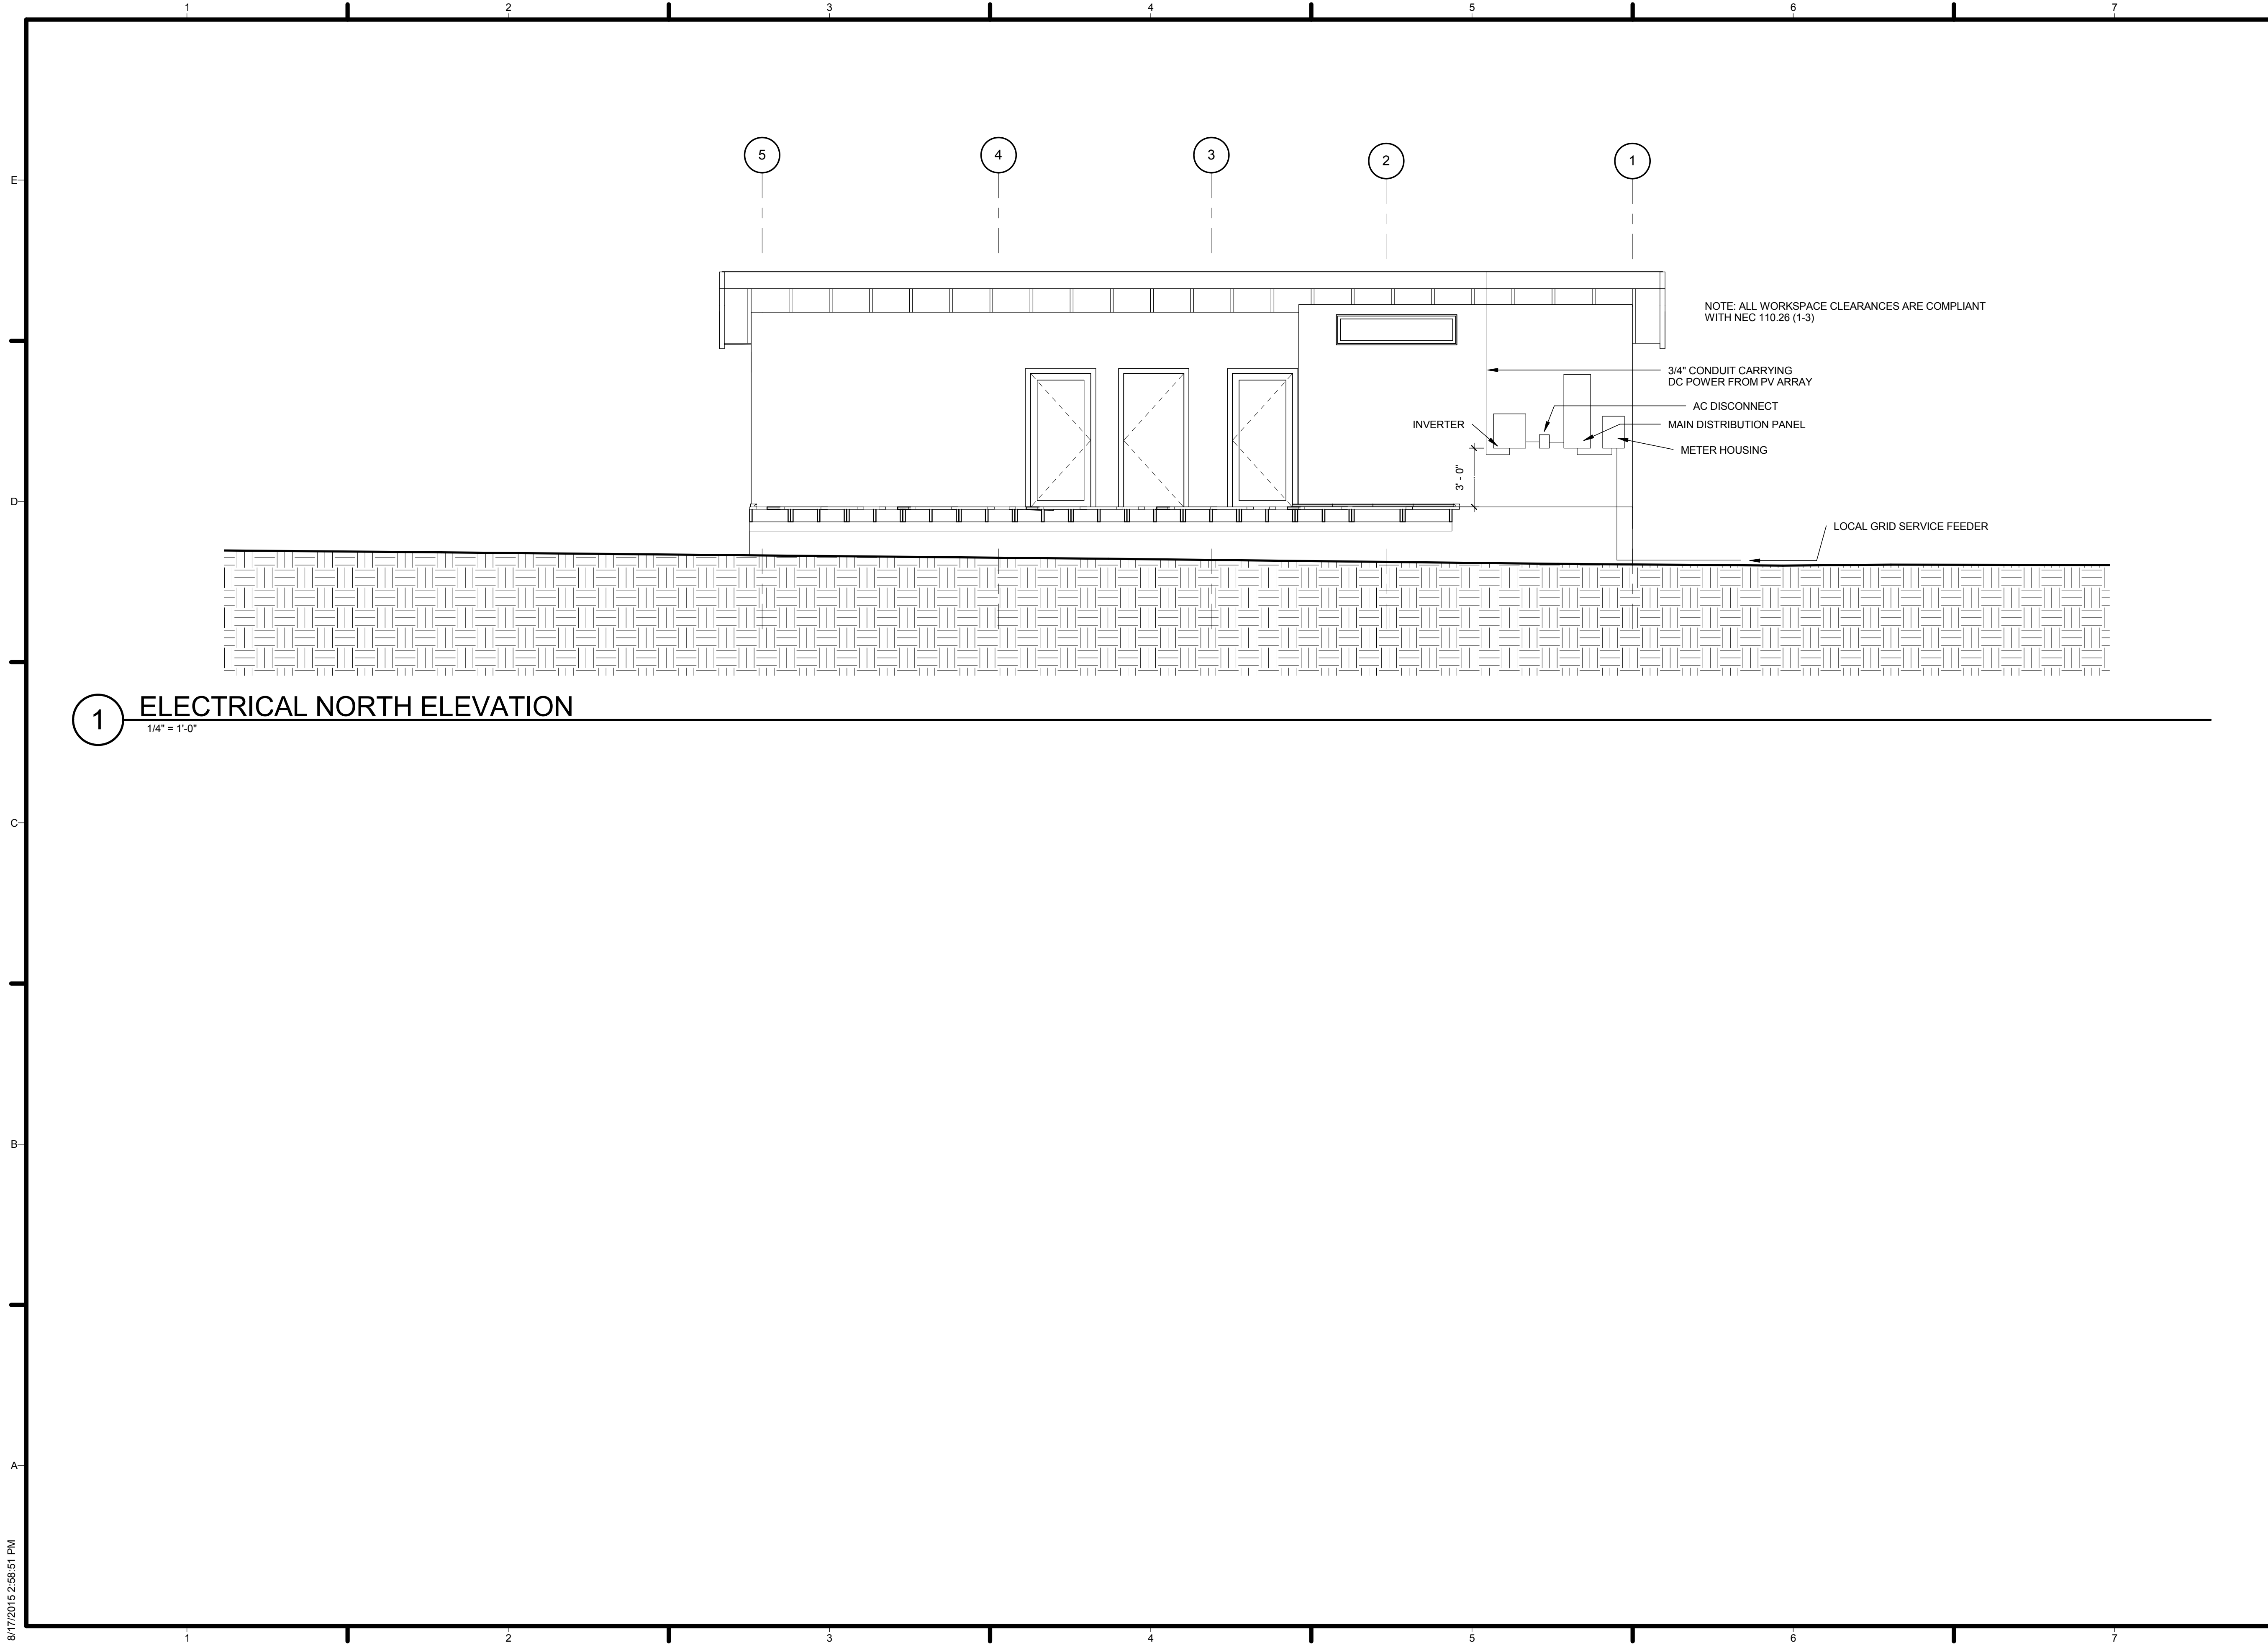 1 2 3 4 5 6 7
E
D
C
B
A
5 4 3 2 1
NOTE: ALL WORKSPACE CLEARANCES ARE COMPLIANT
WITH NEC 110.26 (1-3)
3/4" CONDUIT CARRYING
DC POWER FROM PV ARRAY
AC DISCONNECT
INVERTER
MAIN DISTRIBUTION PANEL
METER HOUSING
3' - 0"
LOCAL GRID SERVICE FEEDER
1 ELECTRICAL NORTH ELEVATION
1/4" = 1'-0"
8/17/2015 2:58:51 PM
1 2 3 4 5 6 7